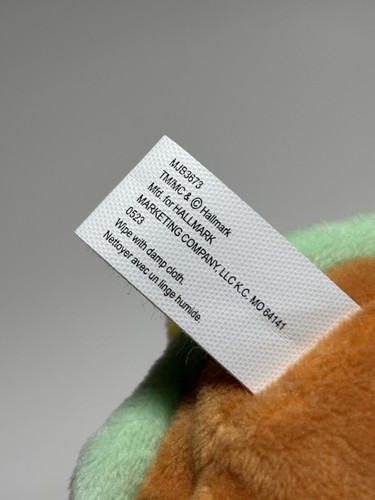 MJB3673
TM/MC & © Hallmark
Mfd. for HALLMARK
MARKETING COMPANY, LLC K.C. MO 64141
0523
Wipe with damp cloth.
Nettoyer avec un linge humide.